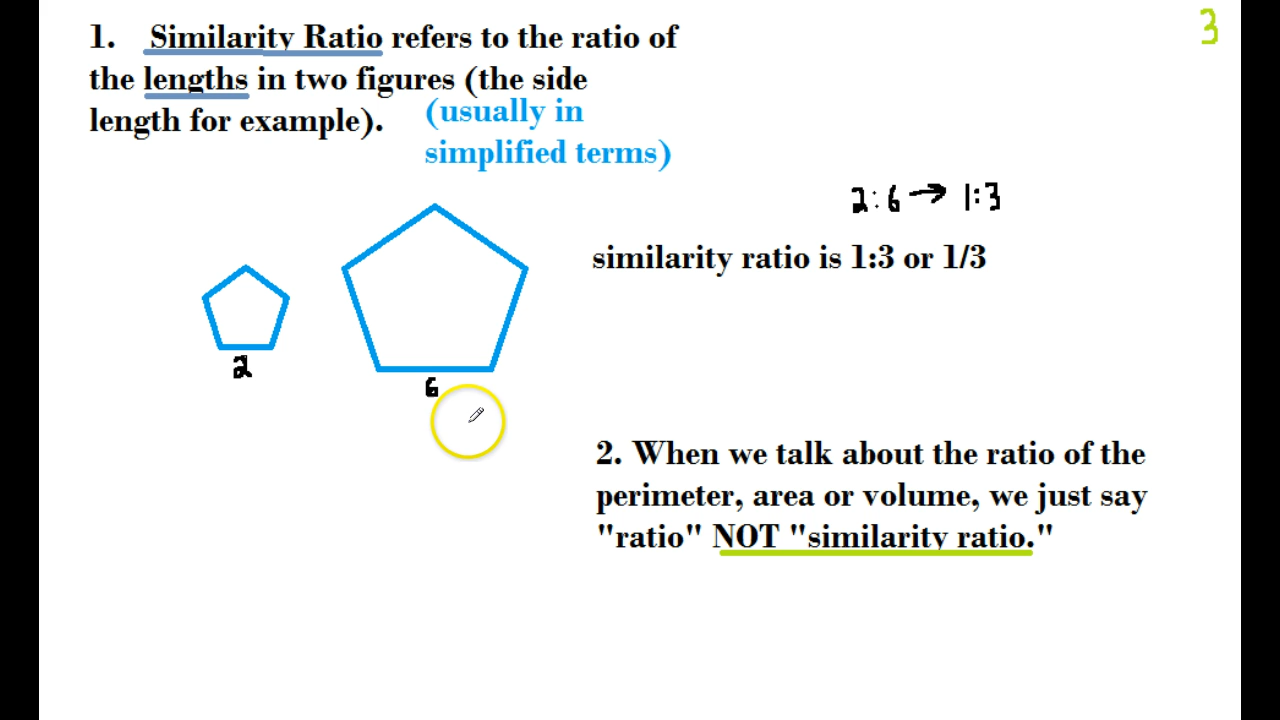 3
1. Similarity Ratio refers to the ratio of
the lengths in two figures (the side
length for example).
(usually in
simplified terms)
2:6 → 1:3
similarity ratio is 1:3 or 1/3
2
6
2. When we talk about the ratio of the
perimeter, area or volume, we just say
"ratio" NOT "similarity ratio."